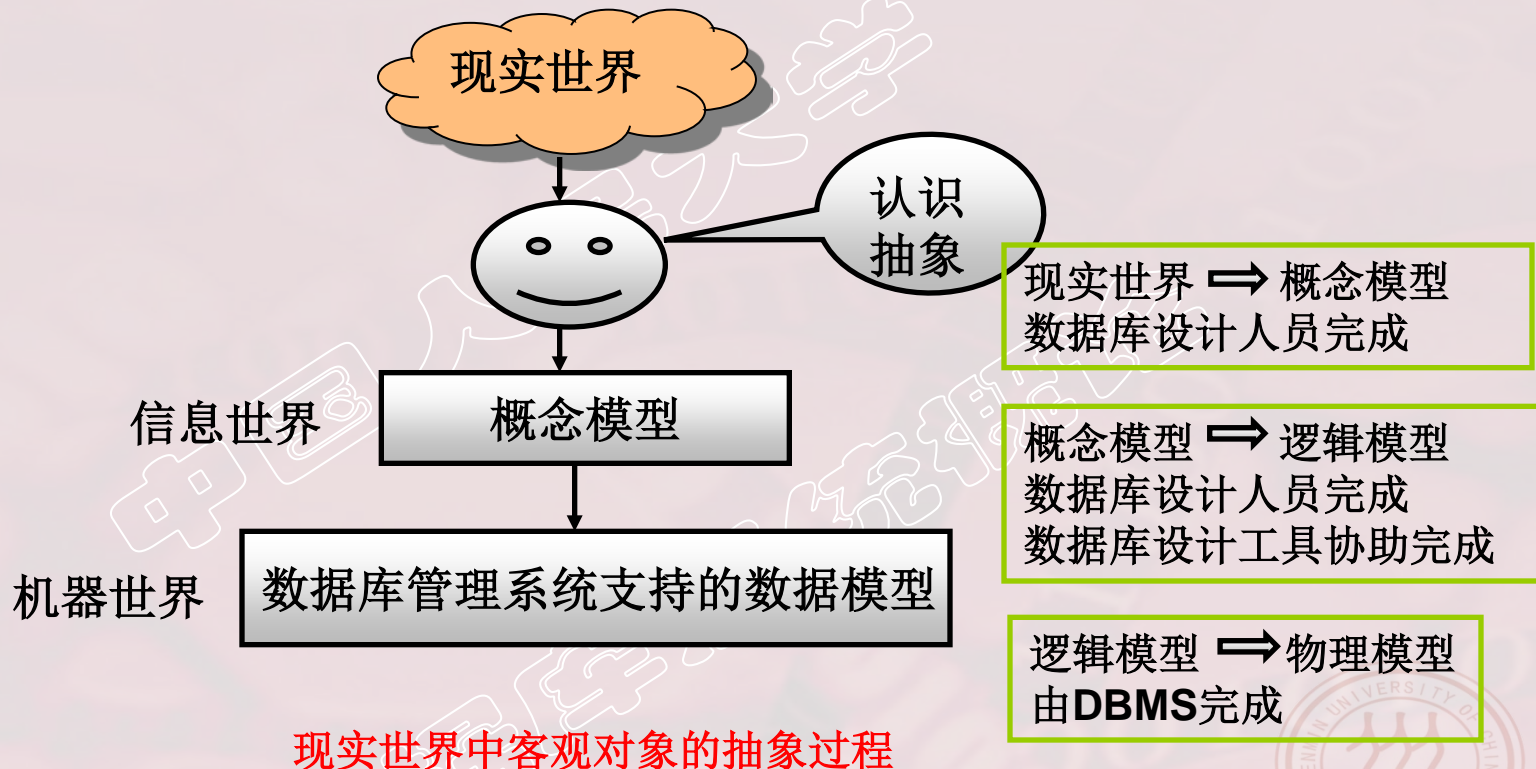 现实世界
认识
抽象
现实世界 ⇒ 概念模型
数据库设计人员完成
信息世界
概念模型
概念模型 ⇒ 逻辑模型
数据库设计人员完成
数据库设计工具协助完成
机器世界
数据库管理系统支持的数据模型
逻辑模型 ⇒ 物理模型
由DBMS完成
现实世界中客观对象的抽象过程